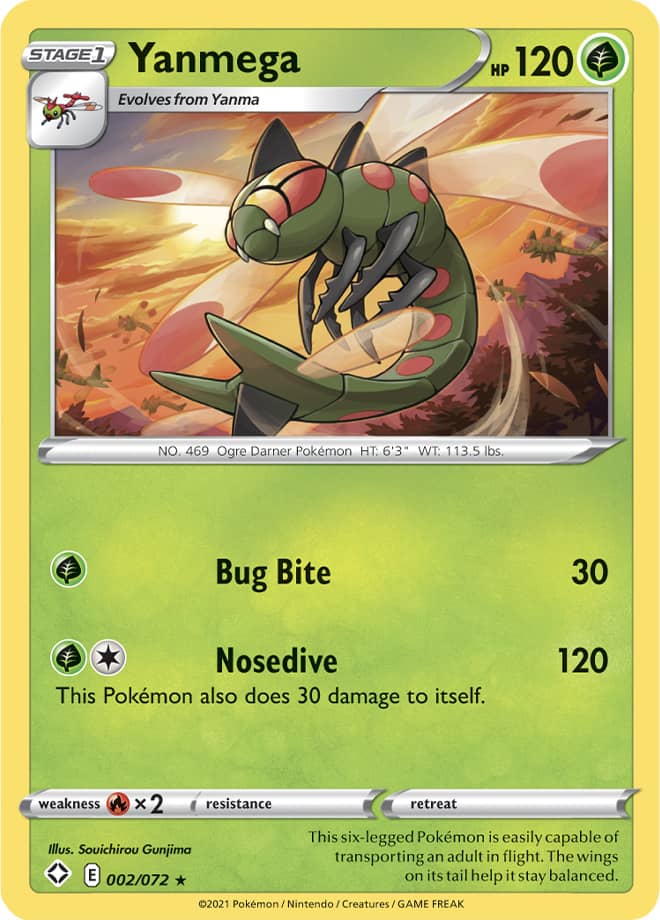 STAGE 1
Yanmega
HP 120
Evolves from Yanma
NO. 469 Ogre Darner Pokémon HT: 6'3" WT: 113.5 lbs.
Bug Bite 30
Nosedive 120
This Pokémon also does 30 damage to itself.
weakness ×2 resistance retreat
Illus. Souichirou Gunjima
This six-legged Pokémon is easily capable of
transporting an adult in flight. The wings
on its tail help it stay balanced.
E 002/072 ★
©2021 Pokémon / Nintendo / Creatures / GAME FREAK